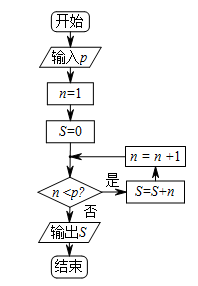 开始
输入p
n=1
S=0
n = n +1
n <p?
是
S=S+n
否
输出S
结束